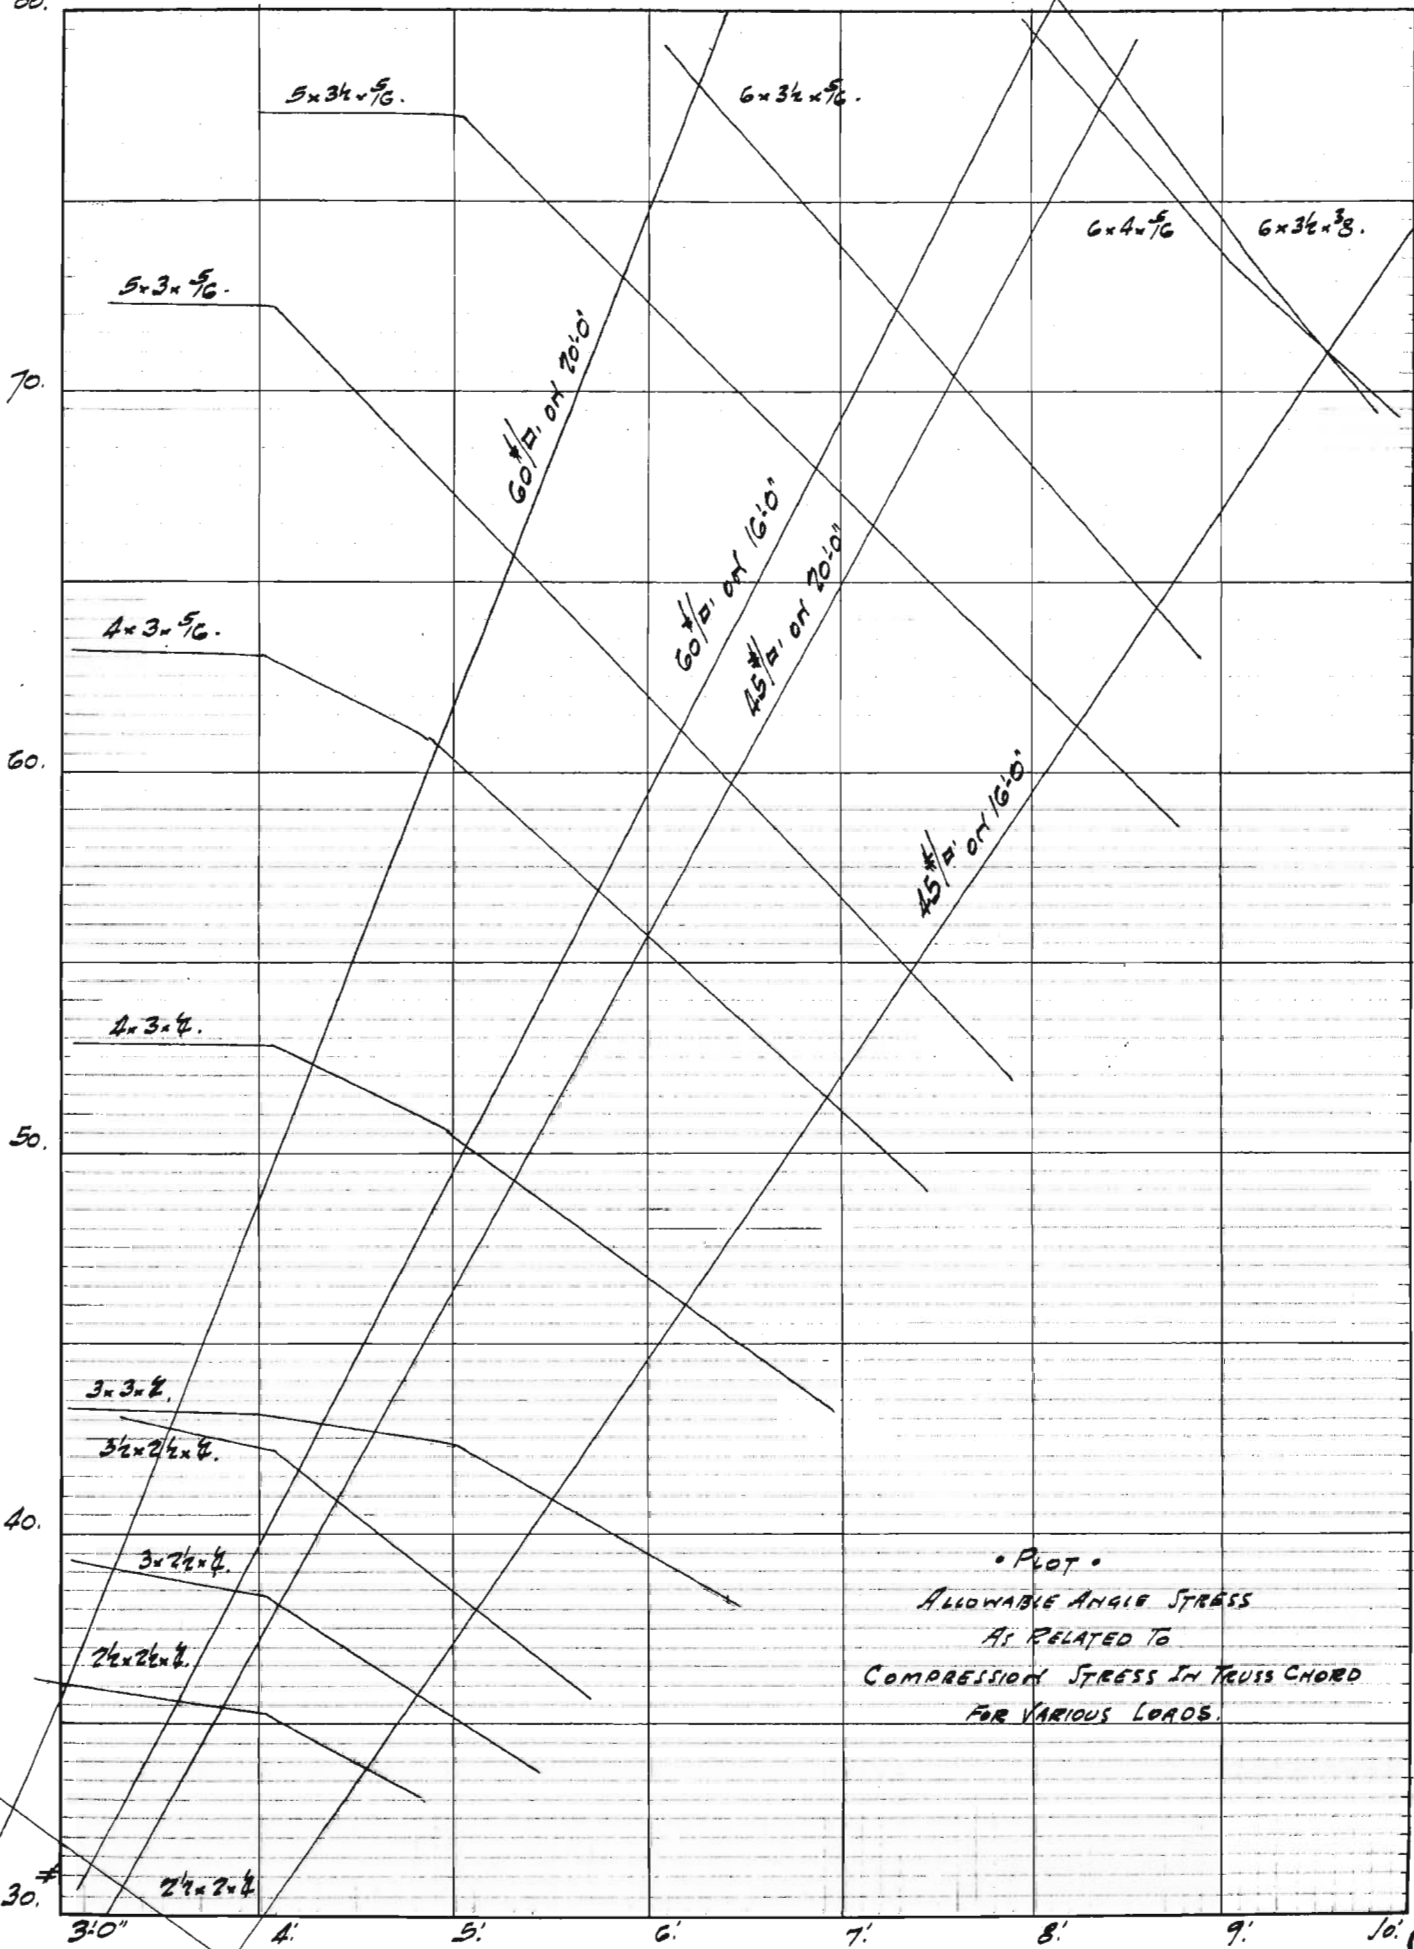 80.
5×3½×5/16.
6×3½×5/16.
6×4×5/16
6×3½×3/8.
5×3×5/16.
60#/□' ON 20'-0"
70.
60#/□' ON 16'-0"
45#/□' ON 20'-0"
4×3×5/16.
60.
45#/□' ON 16'-0"
4×3×¼.
50.
3×3×¼.
3½×2½×¼.
40.
3×2½×¼.
2½×2½×¼.
• PLOT •
ALLOWABLE ANGLE STRESS
AS RELATED TO
COMPRESSION STRESS IN TRUSS CHORD
FOR VARIOUS LOADS.
2½×2×¼
30.#
3'-0" 4' 5' 6' 7' 8' 9' 10'